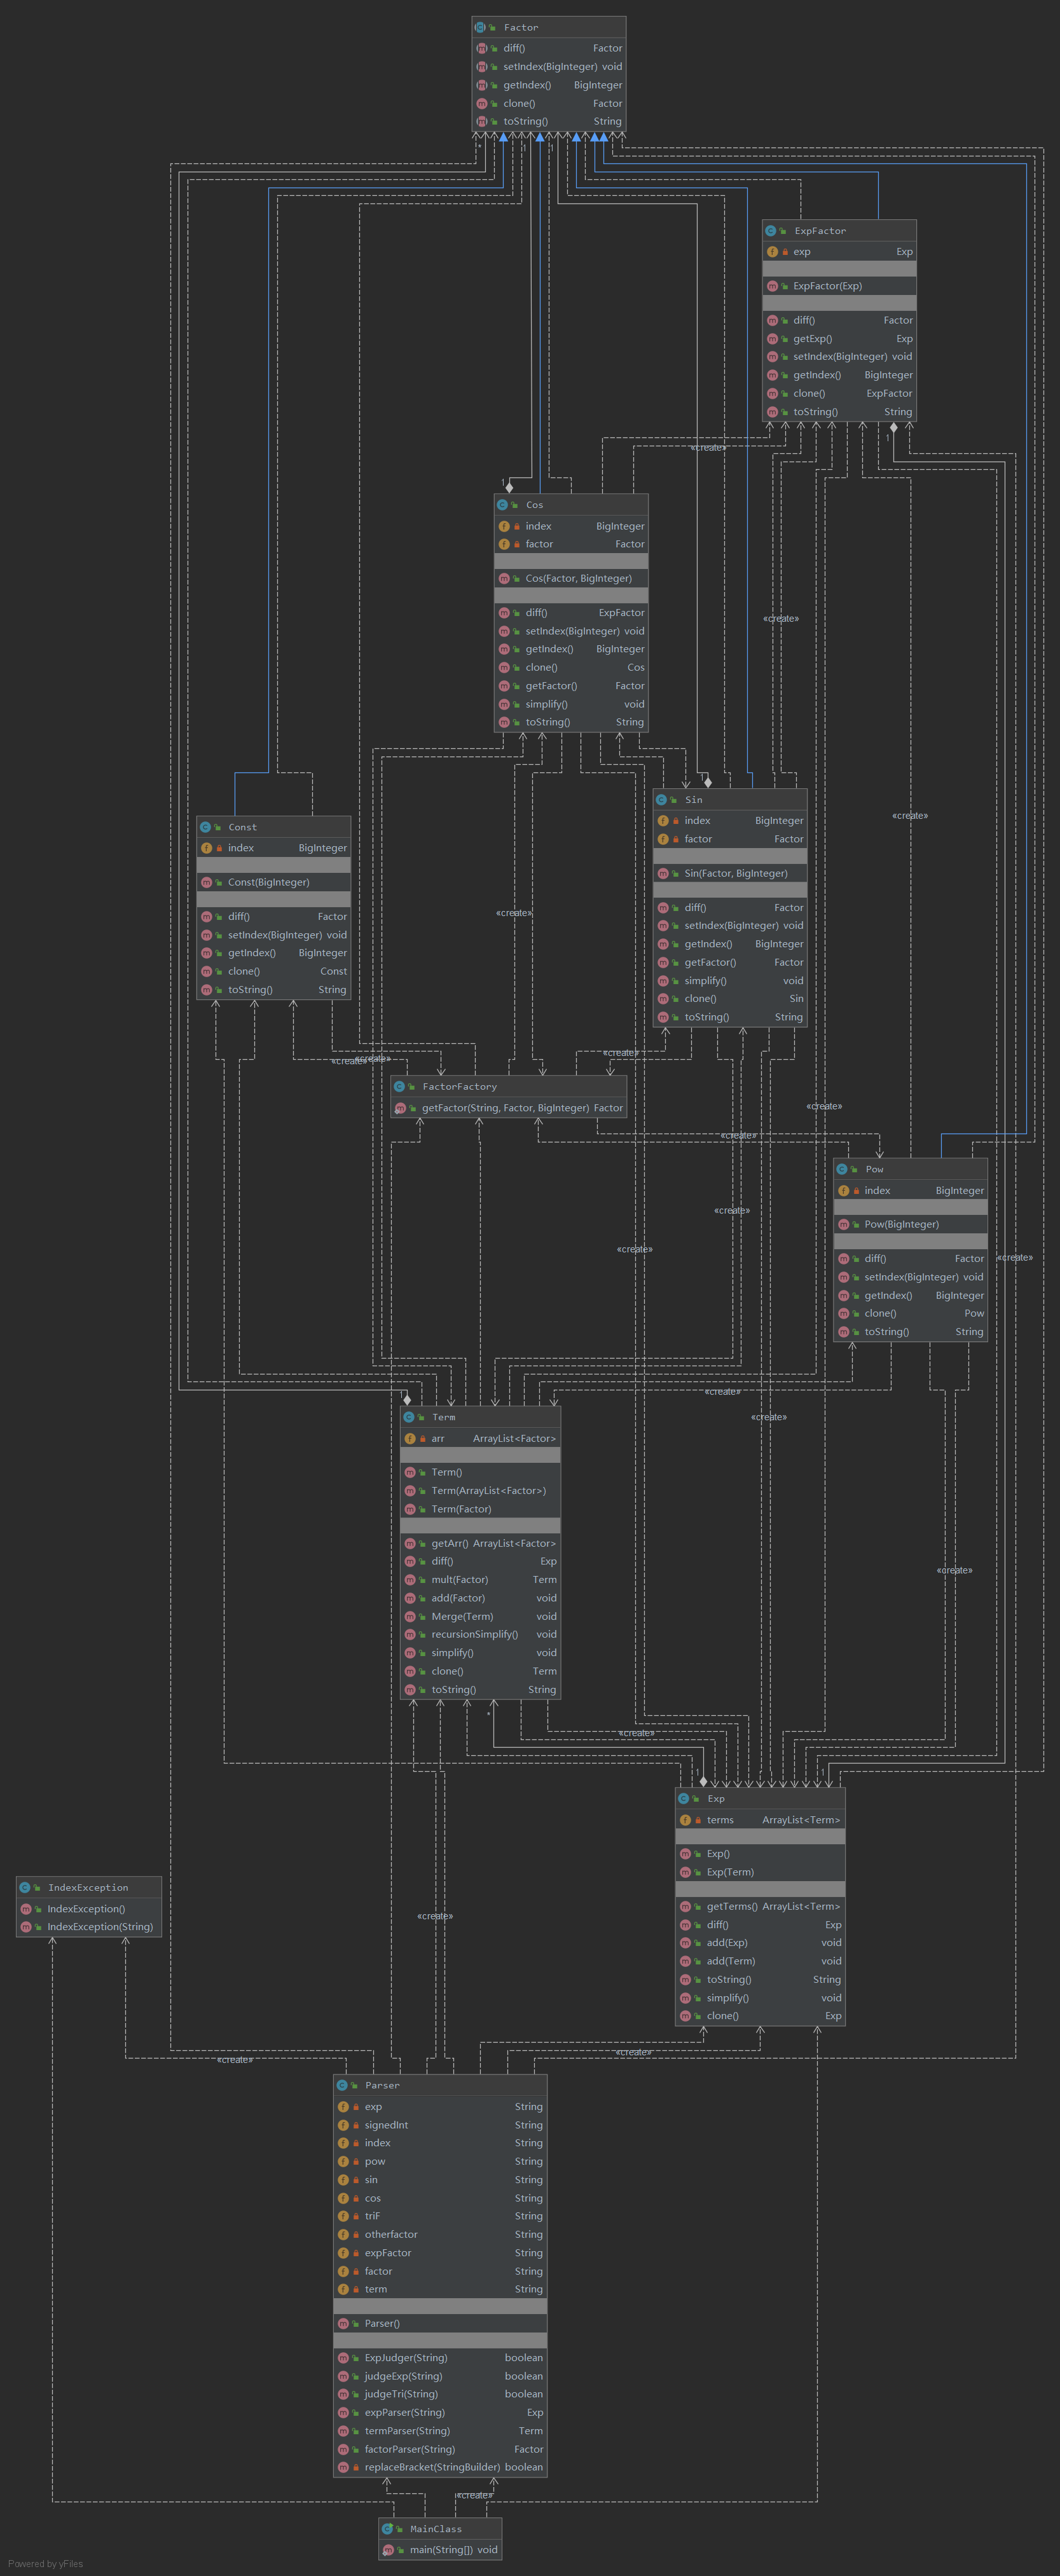 Factor
diff() Factor
setIndex(BigInteger) void
getIndex() BigInteger
clone() Factor
toString() String
* 1 1
ExpFactor
exp Exp
ExpFactor(Exp)
diff() Factor
getExp() Exp
setIndex(BigInteger) void
getIndex() BigInteger
clone() ExpFactor
toString() String
1
«create»
1
Cos
index BigInteger
factor Factor
Cos(Factor, BigInteger)
diff() ExpFactor
setIndex(BigInteger) void
getIndex() BigInteger
clone() Cos
getFactor() Factor
simplify() void
toString() String
«create»
1
Sin
index BigInteger
factor Factor
Sin(Factor, BigInteger)
diff() Factor
setIndex(BigInteger) void
getIndex() BigInteger
getFactor() Factor
simplify() void
clone() Sin
toString() String
«create»
Const
index BigInteger
Const(BigInteger)
diff() Factor
setIndex(BigInteger) void
getIndex() BigInteger
clone() Const
toString() String
«create»
«create»
«create»
«create»
FactorFactory
getFactor(String, Factor, BigInteger) Factor
«create»
«create»
Pow
index BigInteger
Pow(BigInteger)
diff() Factor
setIndex(BigInteger) void
getIndex() BigInteger
clone() Pow
toString() String
«create»
«create»
«create»
«create»
«create»
1
Term
arr ArrayList<Factor>
Term()
Term(ArrayList<Factor>)
Term(Factor)
getArr() ArrayList<Factor>
diff() Exp
mult(Factor) Term
add(Factor) void
Merge(Term) void
recursionSimplify() void
simplify() void
clone() Term
toString() String
«create»
*
«create»
1 1
Exp
terms ArrayList<Term>
Exp()
Exp(Term)
getTerms() ArrayList<Term>
diff() Exp
add(Exp) void
add(Term) void
toString() String
simplify() void
clone() Exp
IndexException
IndexException()
IndexException(String)
«create»
«create»
«create»
Parser
exp String
signedInt String
index String
pow String
sin String
cos String
triF String
otherfactor String
expFactor String
factor String
term String
Parser()
ExpJudger(String) boolean
judgeExp(String) boolean
judgeTri(String) boolean
expParser(String) Exp
termParser(String) Term
factorParser(String) Factor
replaceBracket(StringBuilder) boolean
«create»
MainClass
main(String[]) void
Powered by yFiles